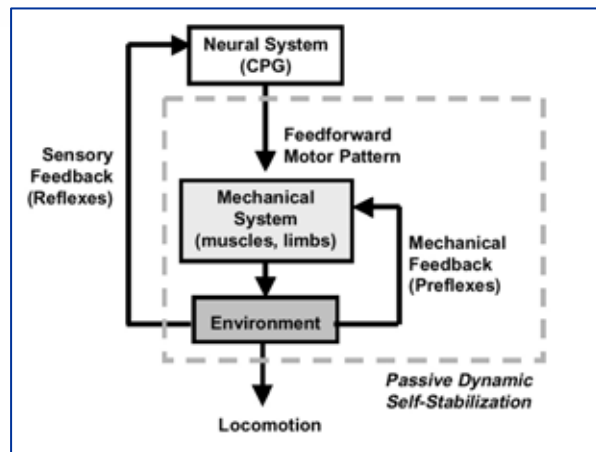 Neural System
(CPG)
Feedforward
Motor Pattern
Sensory
Feedback
(Reflexes)
Mechanical
System
(muscles, limbs)
Mechanical
Feedback
(Preflexes)
Environment
Passive Dynamic
Self-Stabilization
Locomotion